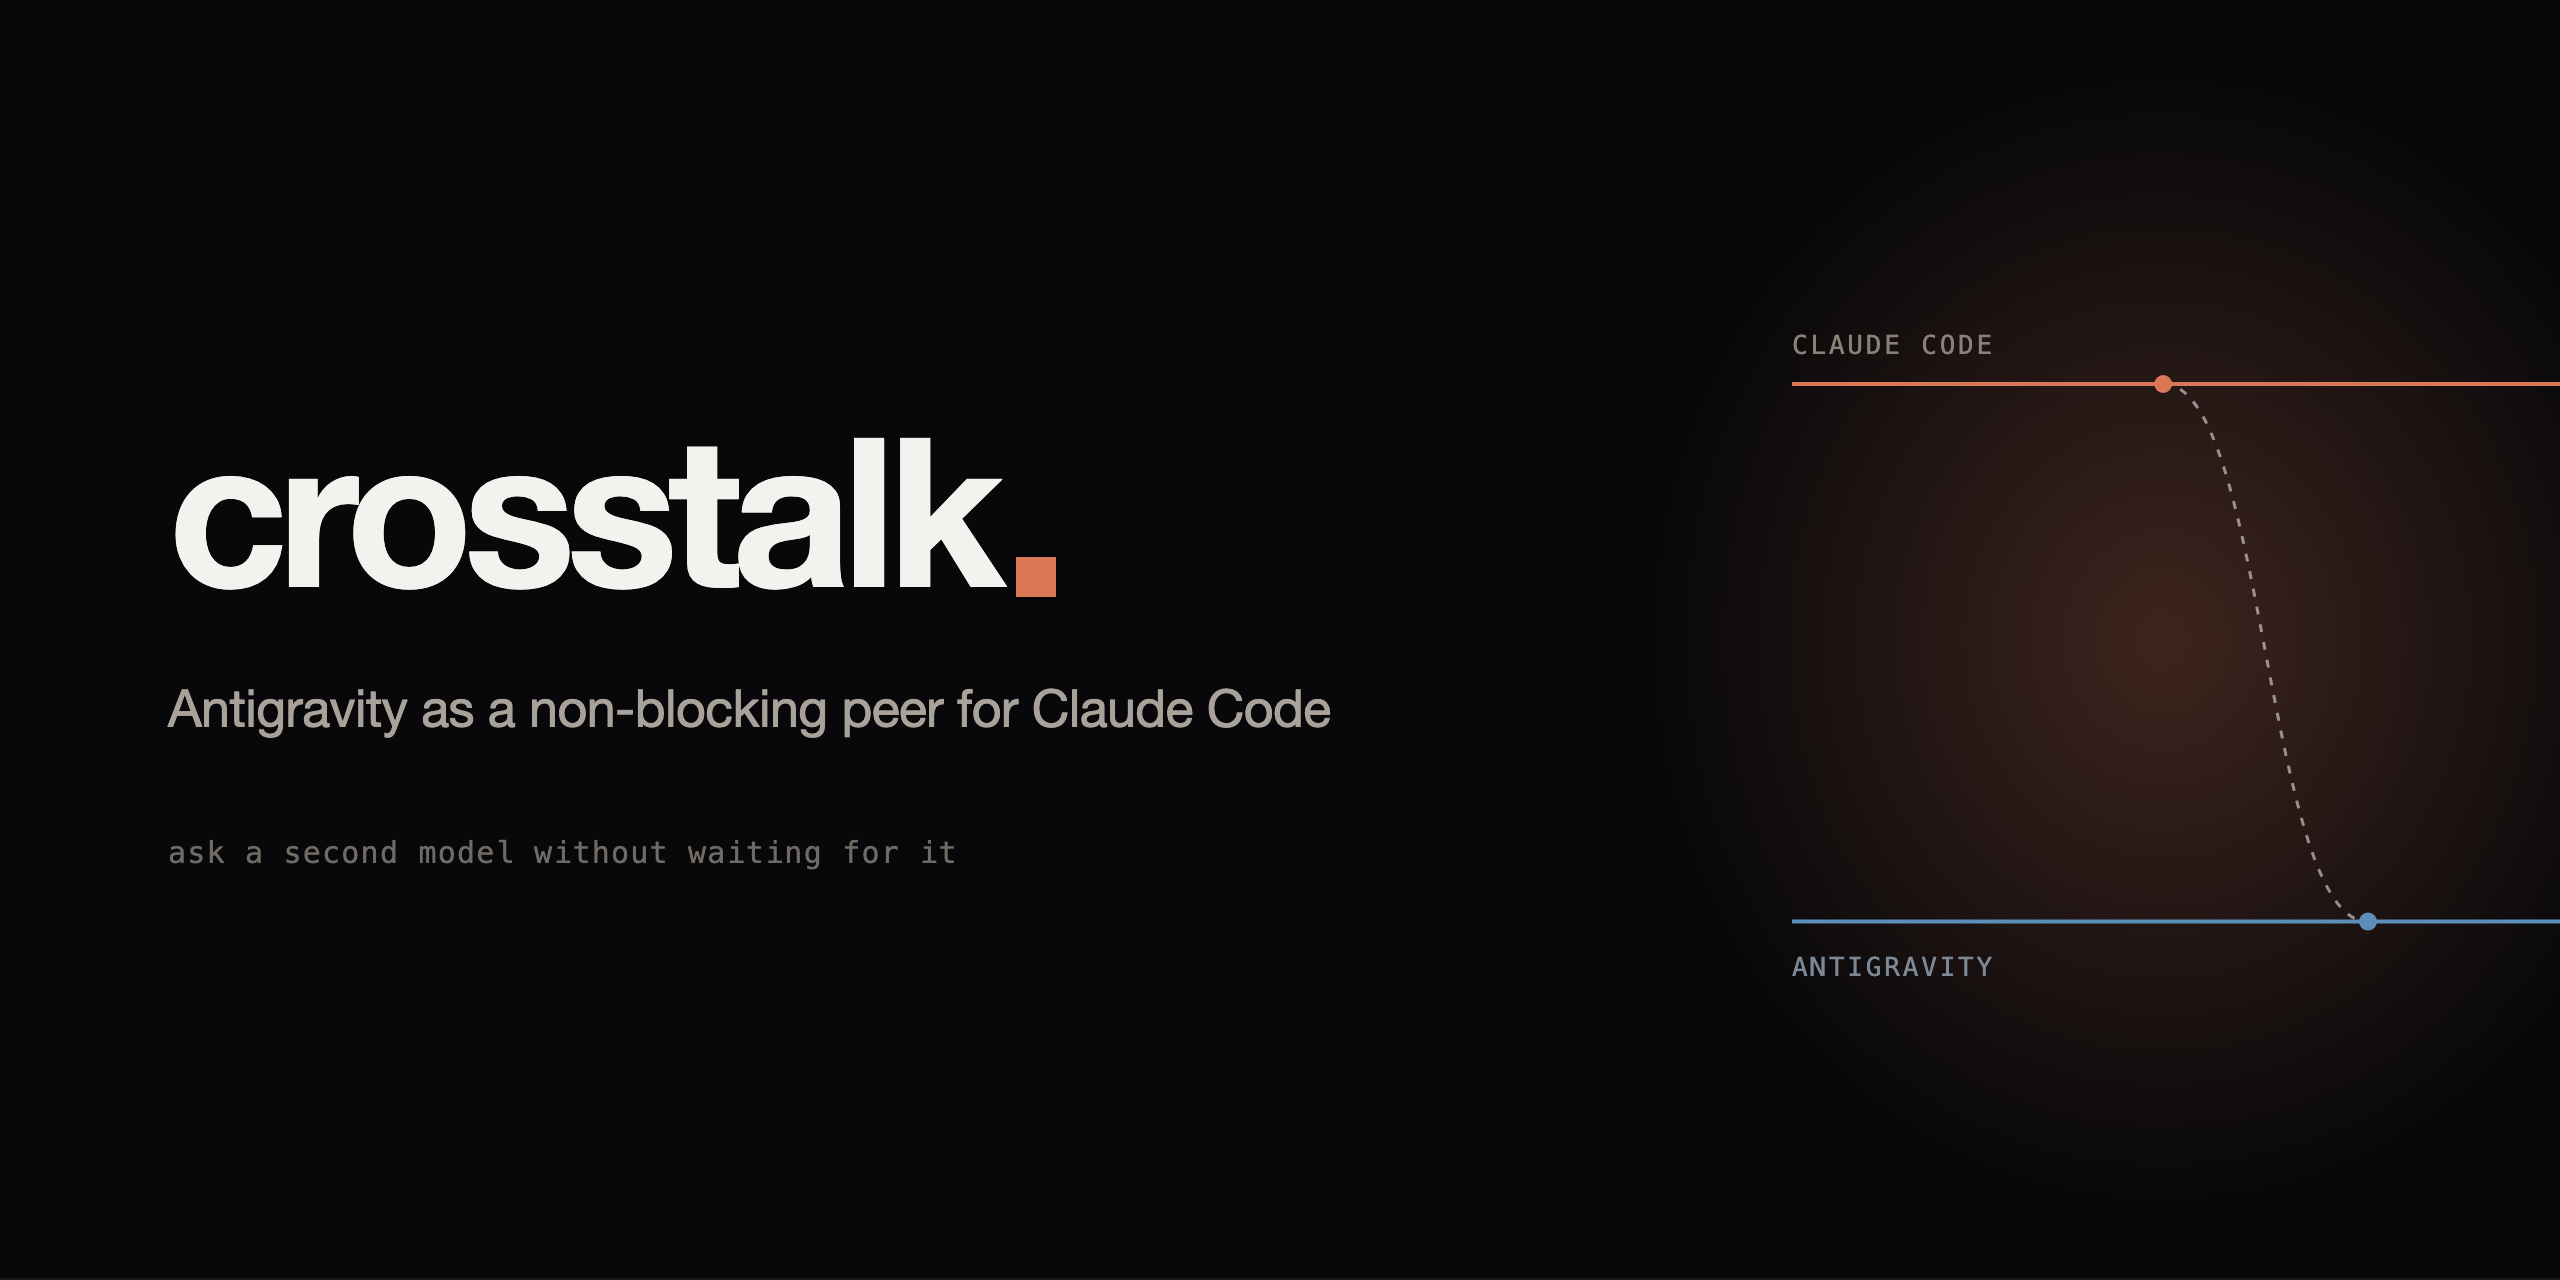 crosstalk.
Antigravity as a non-blocking peer for Claude Code
ask a second model without waiting for it
CLAUDE CODE
ANTIGRAVITY